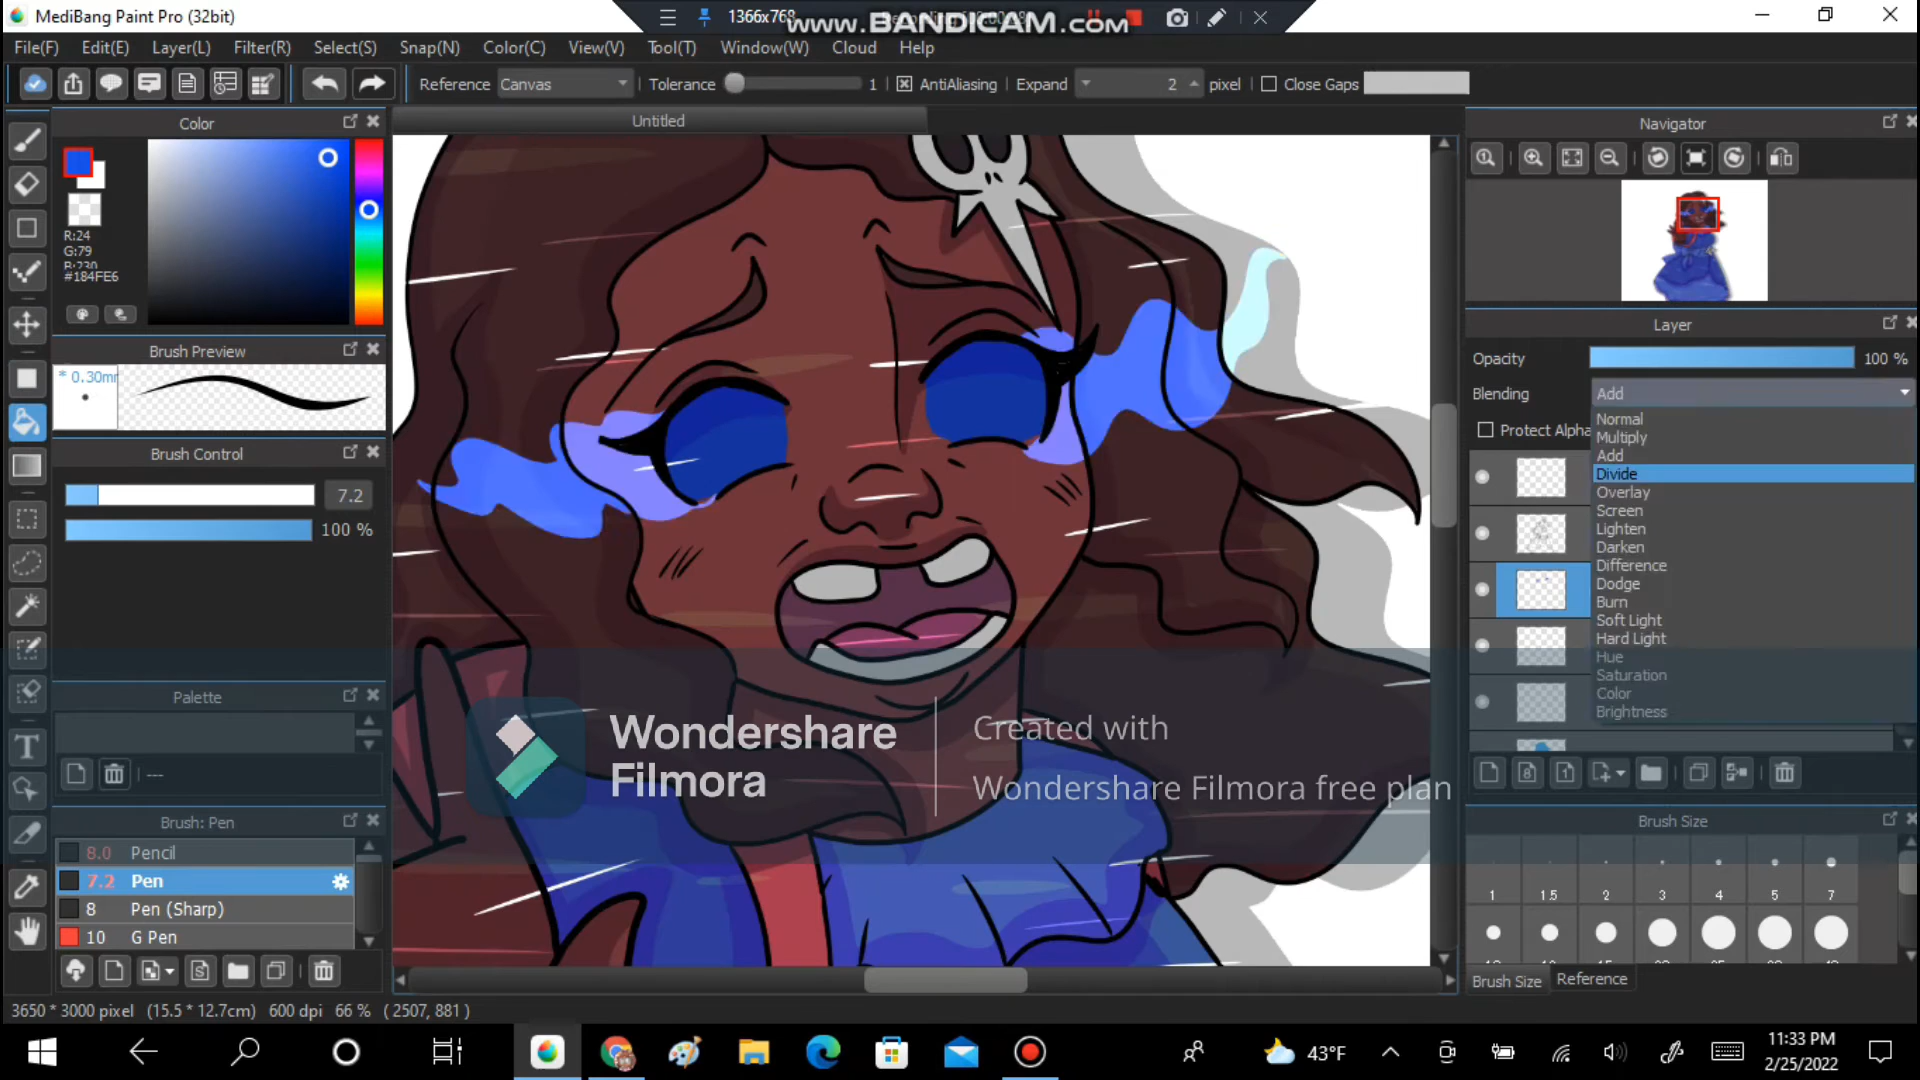 MediBang Paint Pro (32bit)
1366x768
www.BANDICAM.com
File(F) Edit(E) Layer(L) Filter(R) Select(S) Snap(N) Color(C) View(V) Tool(T) Window(W) Cloud Help
Reference Canvas Tolerance 1 AntiAliasing Expand 2 pixel Close Gaps
Color
Untitled
Navigator
R:24
G:79
B:230
#184FE6
Layer
Brush Preview
Opacity 100 %
* 0.30m
Blending Add
Normal
Protect Alpha
Multiply
Add
Brush Control
Divide
7.2
Overlay
Screen
100 %
Lighten
Darken
Difference
Dodge
Burn
Soft Light
Hard Light
Hue
Saturation
Palette
Color
Brightness
Wondershare
Filmora
Created with
Wondershare Filmora free plan
---
Brush: Pen
Brush Size
8.0 Pencil
7.2 Pen
8 Pen (Sharp)
10 G Pen
1 1.5 2 3 4 5 7
Brush Size Reference
3650 * 3000 pixel (15.5 * 12.7cm) 600 dpi 66 % ( 2507, 881 )
43°F
11:33 PM
2/25/2022